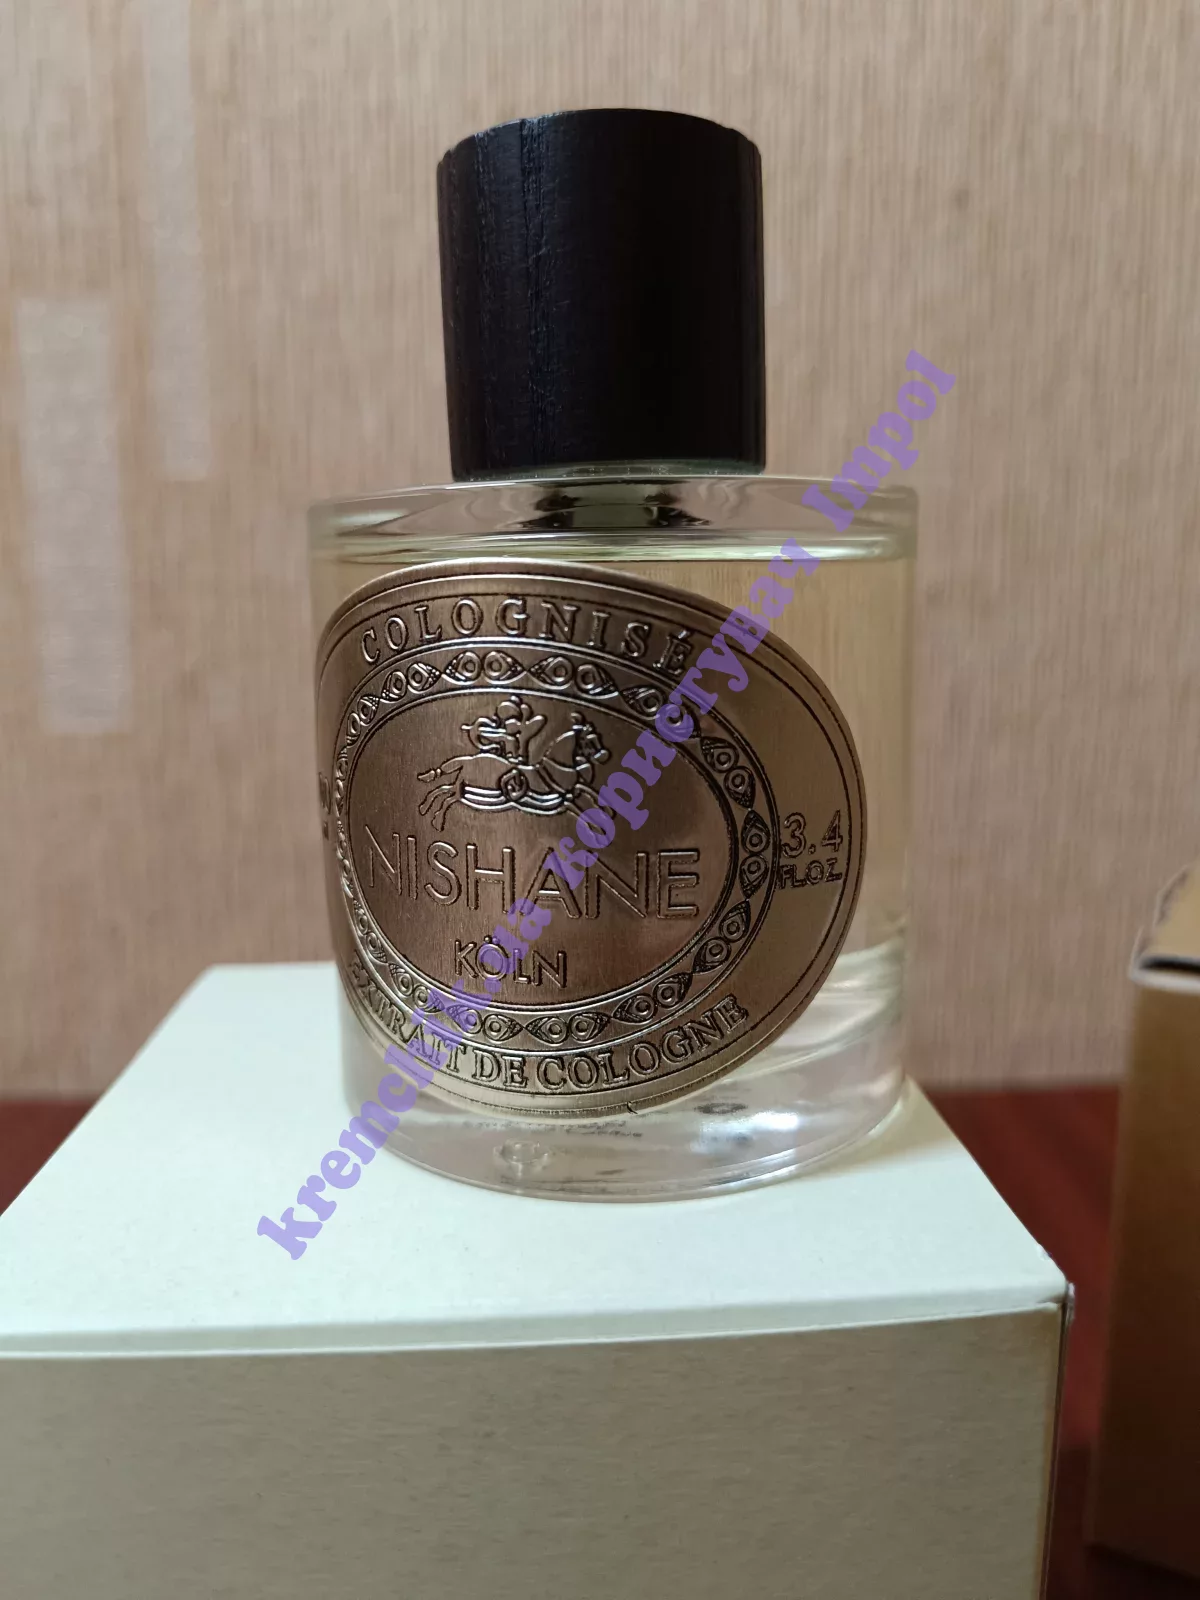 COLOGNISÉ
NISHANE
KÖLN
3.4
FL.OZ
EXTRAIT DE COLOGNE
kremchik.ua користувач Impol